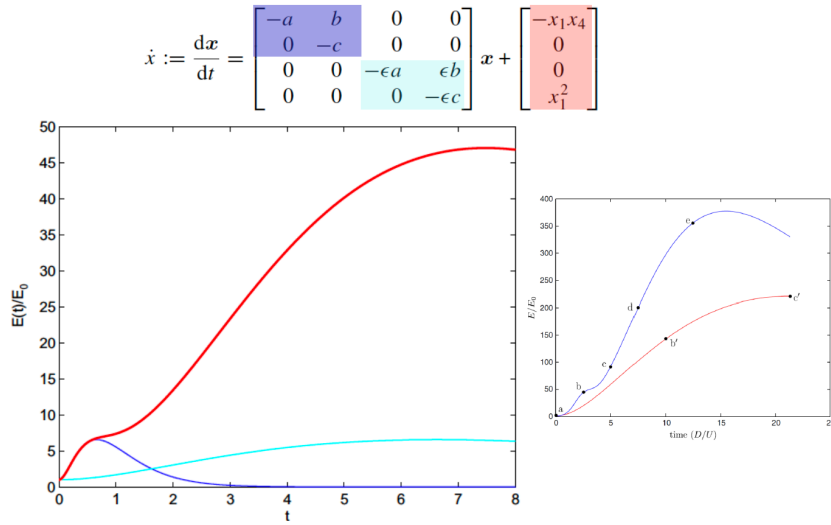 ẋ := dx/dt = [ −a b 0 0 ; 0 −c 0 0 ; 0 0 −ϵa ϵb ; 0 0 0 −ϵc ] x + [ −x₁x₄ ; 0 ; 0 ; x₁² ]
50
45
40
35
30
25
20
15
10
5
0
E(t)/E₀
0 1 2 3 4 5 6 7 8
t
400
350
300
250
200
150
100
50
0
E/E₀
a
b
c
d
e
b′
c′
0 5 10 15 20 25
time (D/U)